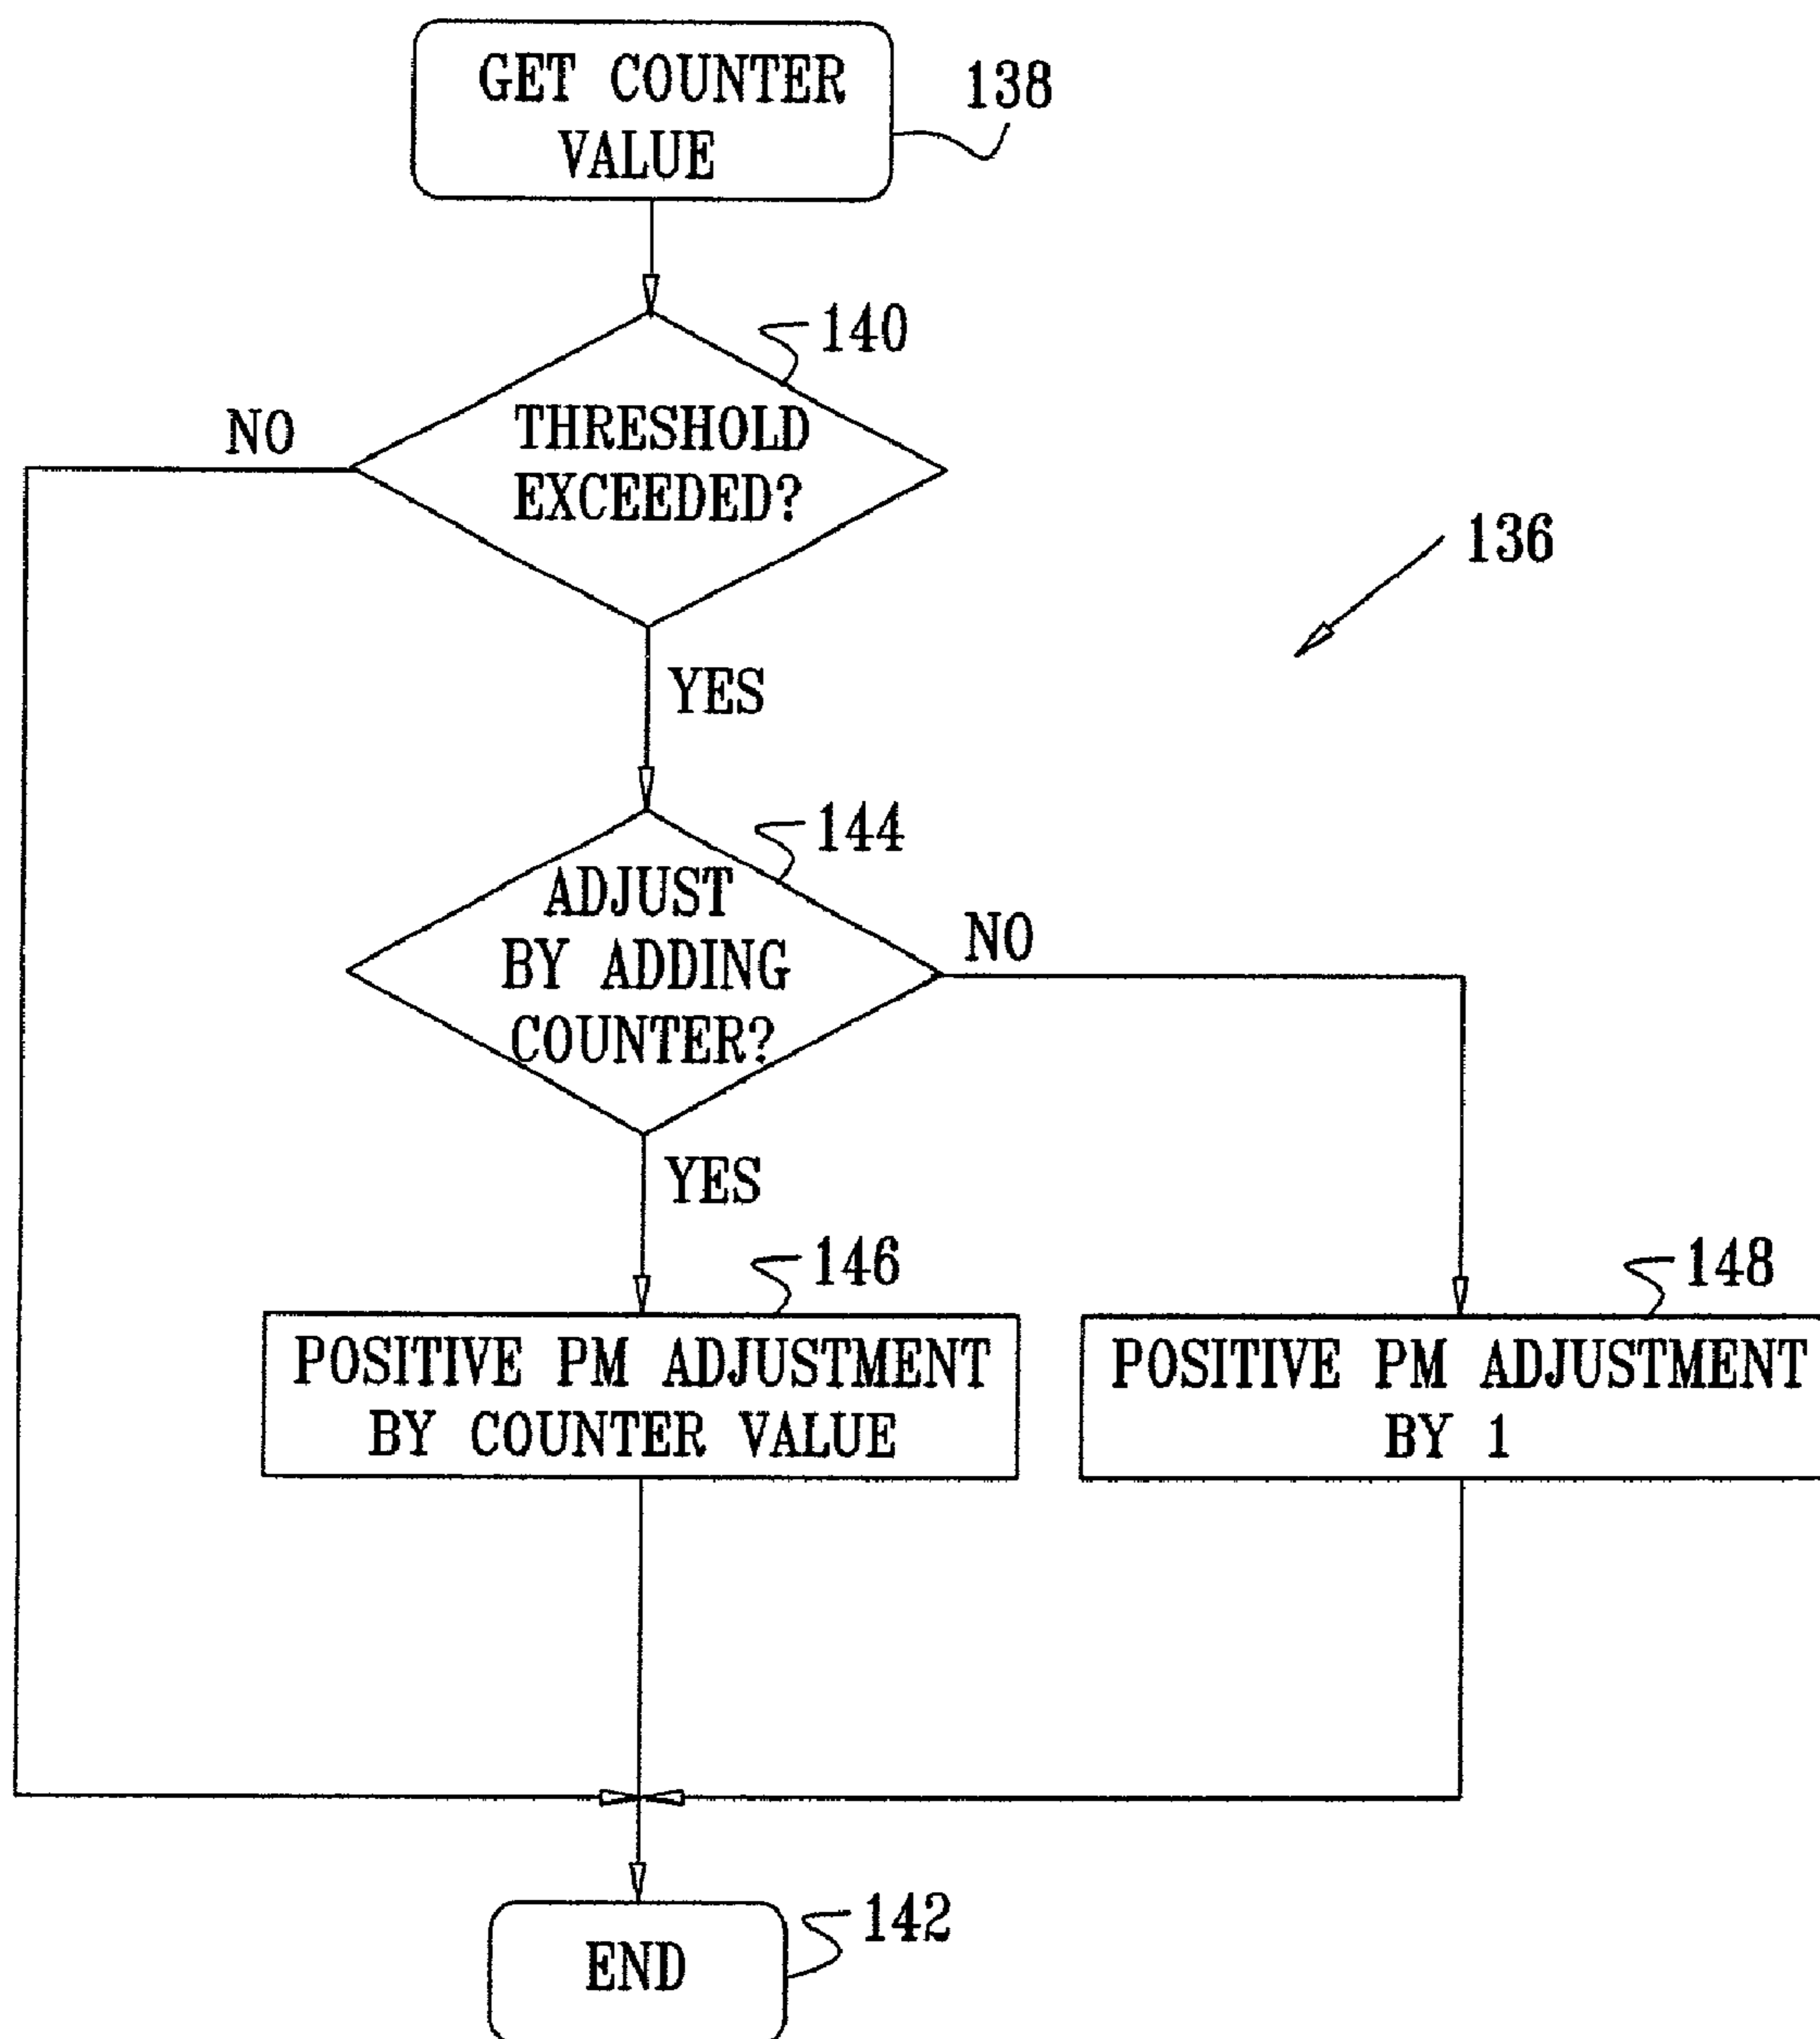 GET COUNTER
VALUE
138
140
NO
THRESHOLD
EXCEEDED?
136
YES
144
ADJUST
BY ADDING
COUNTER?
NO
YES
146
148
POSITIVE PM ADJUSTMENT
BY COUNTER VALUE
POSITIVE PM ADJUSTMENT
BY 1
142
END